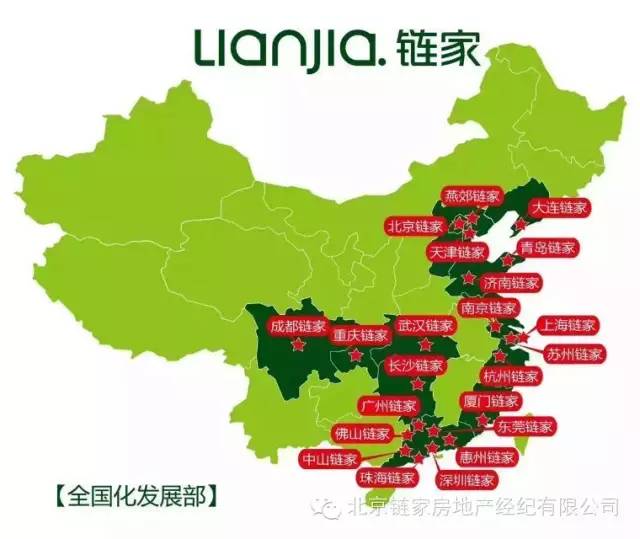 Lianjia.链家
燕郊链家
大连链家
北京链家
天津链家
青岛链家
济南链家
南京链家
上海链家
苏州链家
成都链家
重庆链家
武汉链家
杭州链家
长沙链家
厦门链家
广州链家
东莞链家
佛山链家
惠州链家
中山链家
珠海链家
深圳链家
【全国化发展部】
北京链家房地产经纪有限公司